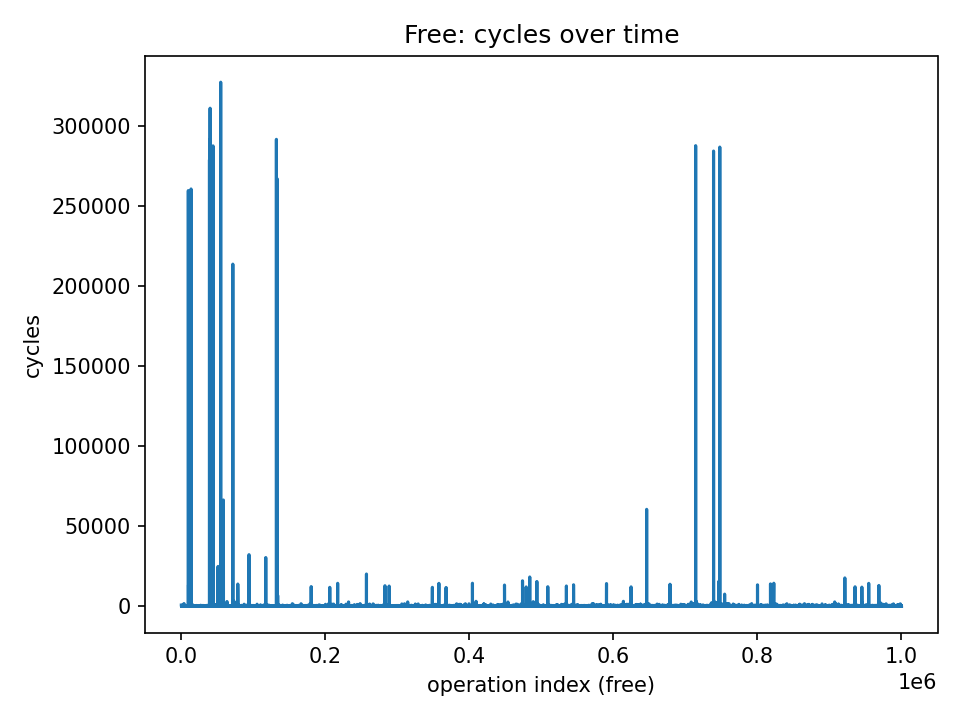 Free: cycles over time
cycles
300000
250000
200000
150000
100000
50000
0
0.0 0.2 0.4 0.6 0.8 1.0
1e6
operation index (free)